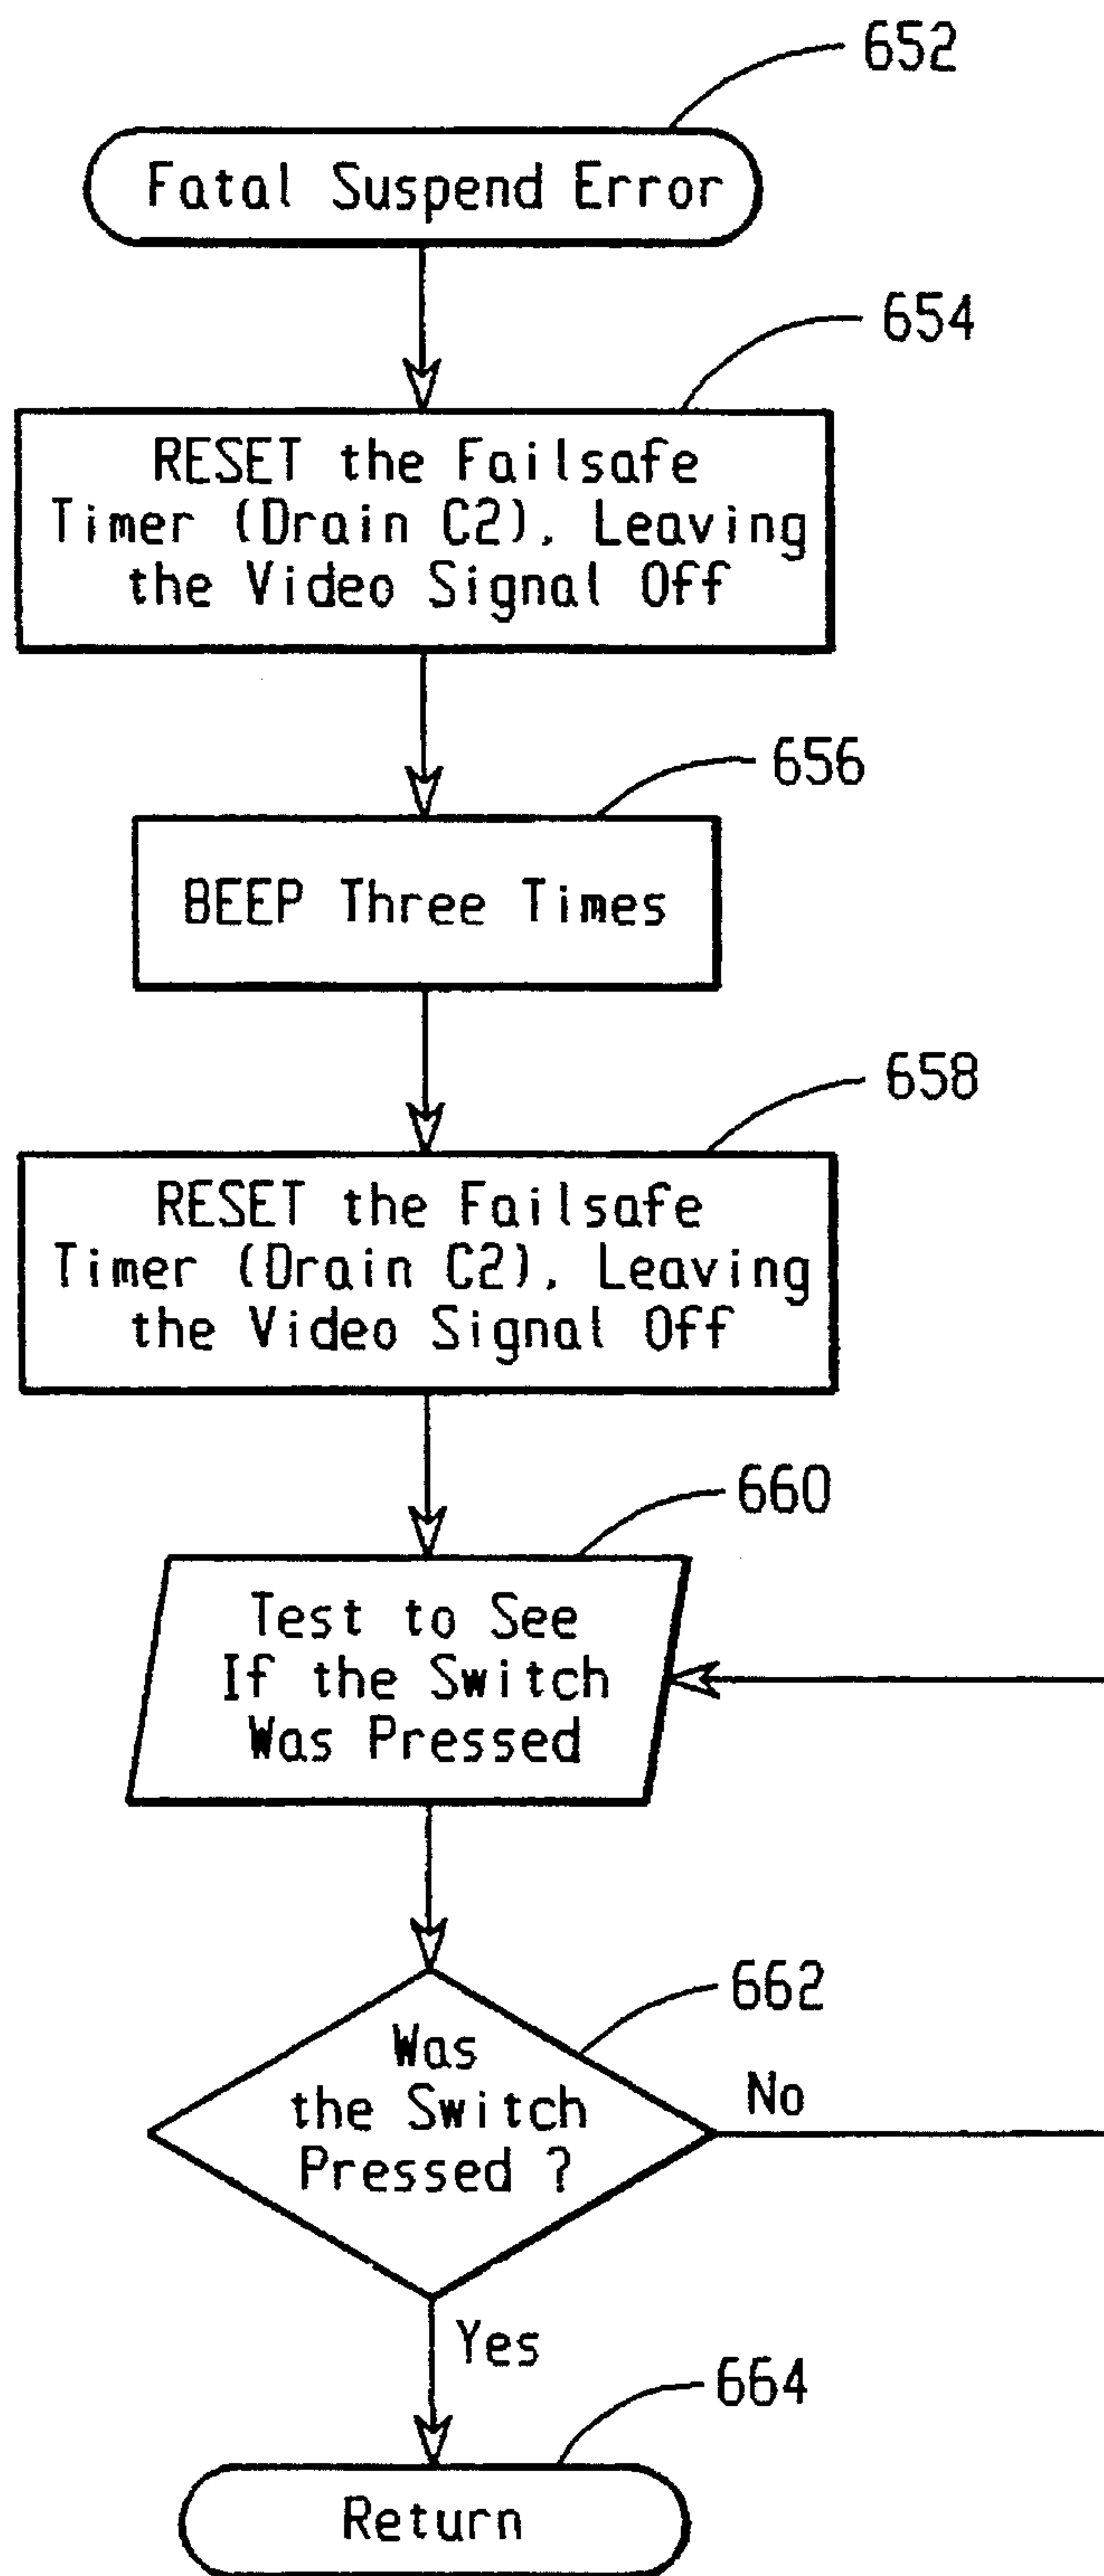 652
Fatal Suspend Error
654
RESET the Failsafe
Timer (Drain C2), Leaving
the Video Signal Off
656
BEEP Three Times
658
RESET the Failsafe
Timer (Drain C2), Leaving
the Video Signal Off
660
Test to See
If the Switch
Was Pressed
662
Was
the Switch
Pressed ?
No
Yes
664
Return